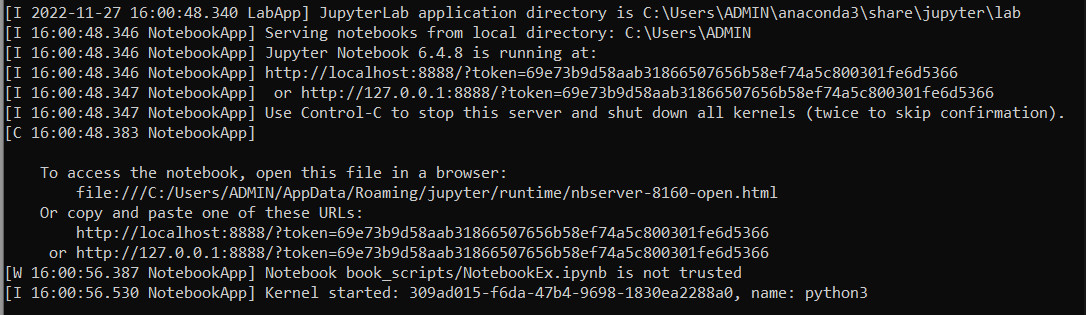 [I 2022-11-27 16:00:48.340 LabApp] JupyterLab application directory is C:\Users\ADMIN\anaconda3\share\jupyter\lab
[I 16:00:48.346 NotebookApp] Serving notebooks from local directory: C:\Users\ADMIN
[I 16:00:48.346 NotebookApp] Jupyter Notebook 6.4.8 is running at:
[I 16:00:48.346 NotebookApp] http://localhost:8888/?token=69e73b9d58aab31866507656b58ef74a5c800301fe6d5366
[I 16:00:48.347 NotebookApp]  or http://127.0.0.1:8888/?token=69e73b9d58aab31866507656b58ef74a5c800301fe6d5366
[I 16:00:48.347 NotebookApp] Use Control-C to stop this server and shut down all kernels (twice to skip confirmation).
[C 16:00:48.383 NotebookApp]
To access the notebook, open this file in a browser:
file:///C:/Users/ADMIN/AppData/Roaming/jupyter/runtime/nbserver-8160-open.html
Or copy and paste one of these URLs:
http://localhost:8888/?token=69e73b9d58aab31866507656b58ef74a5c800301fe6d5366
or http://127.0.0.1:8888/?token=69e73b9d58aab31866507656b58ef74a5c800301fe6d5366
[W 16:00:56.387 NotebookApp] Notebook book_scripts/NotebookEx.ipynb is not trusted
[I 16:00:56.530 NotebookApp] Kernel started: 309ad015-f6da-47b4-9698-1830ea2288a0, name: python3